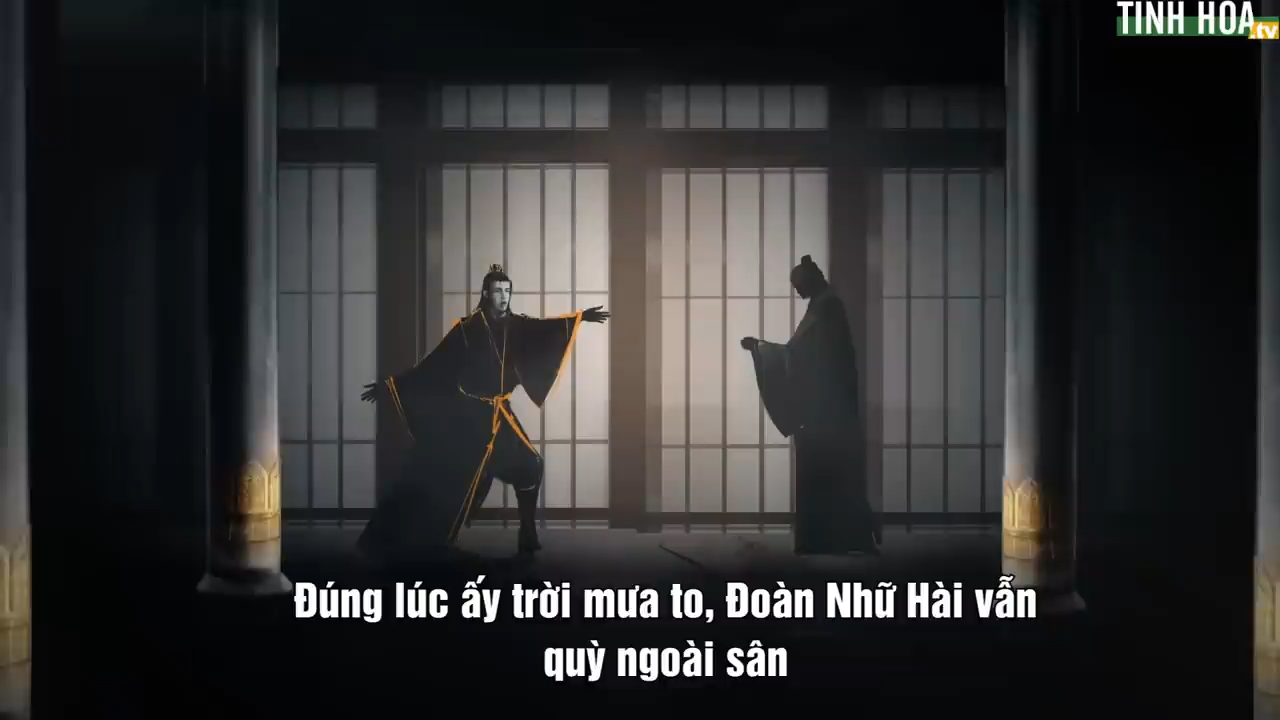 TINH HOA
.tv
Đúng lúc ấy trời mưa to, Đoàn Nhữ Hài vẫn
quỳ ngoài sân